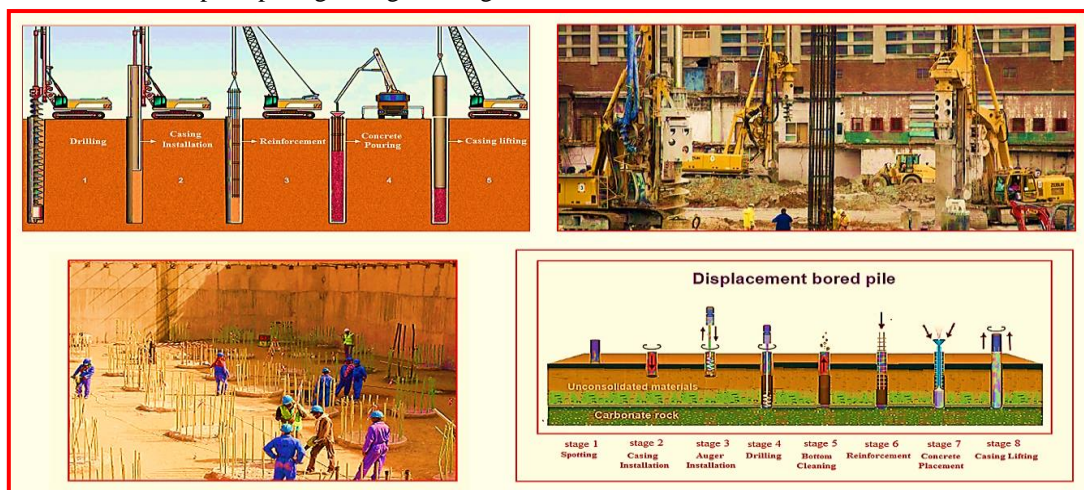 Drilling
Casing
Installation
Reinforcement
Concrete
Pouring
Casing lifting
1
2
3
4
5
Displacement bored pile
Unconsolidated materials
Carbonate rock
stage 1
Spotting
stage 2
Casing
Installation
stage 3
Auger
Installation
stage 4
Drilling
stage 5
Bottom
Cleaning
stage 6
Reinforcement
stage 7
Concrete
Placement
stage 8
Casing Lifting